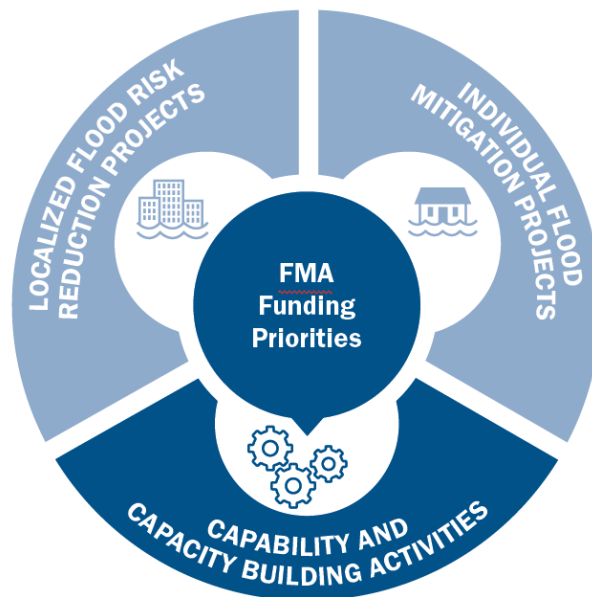 LOCALIZED FLOOD RISK
REDUCTION PROJECTS
INDIVIDUAL FLOOD
MITIGATION PROJECTS
FMA
Funding
Priorities
CAPABILITY AND
CAPACITY BUILDING ACTIVITIES